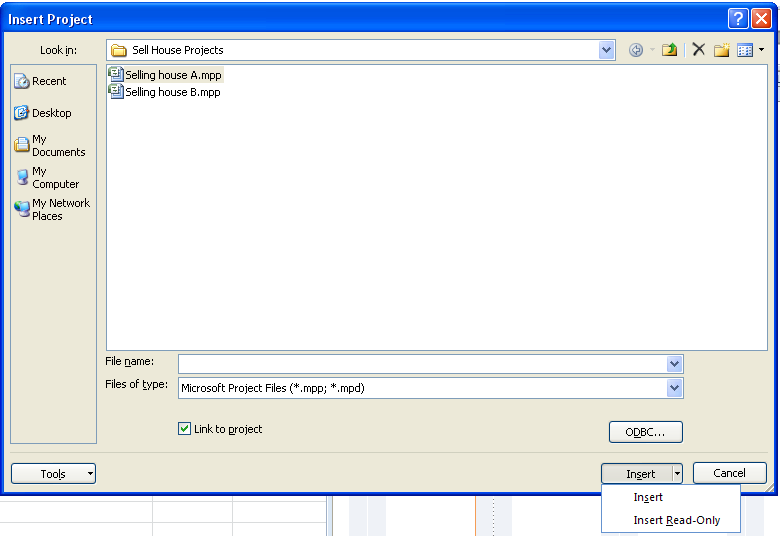 Insert Project
Look in: Sell House Projects
Recent
Desktop
My
Documents
My
Computer
My Network
Places
Selling house A.mpp
Selling house B.mpp
File name:
Files of type: Microsoft Project Files (*.mpp; *.mpd)
Link to project
ODBC...
Tools
Insert
Cancel
Insert
Insert Read-Only